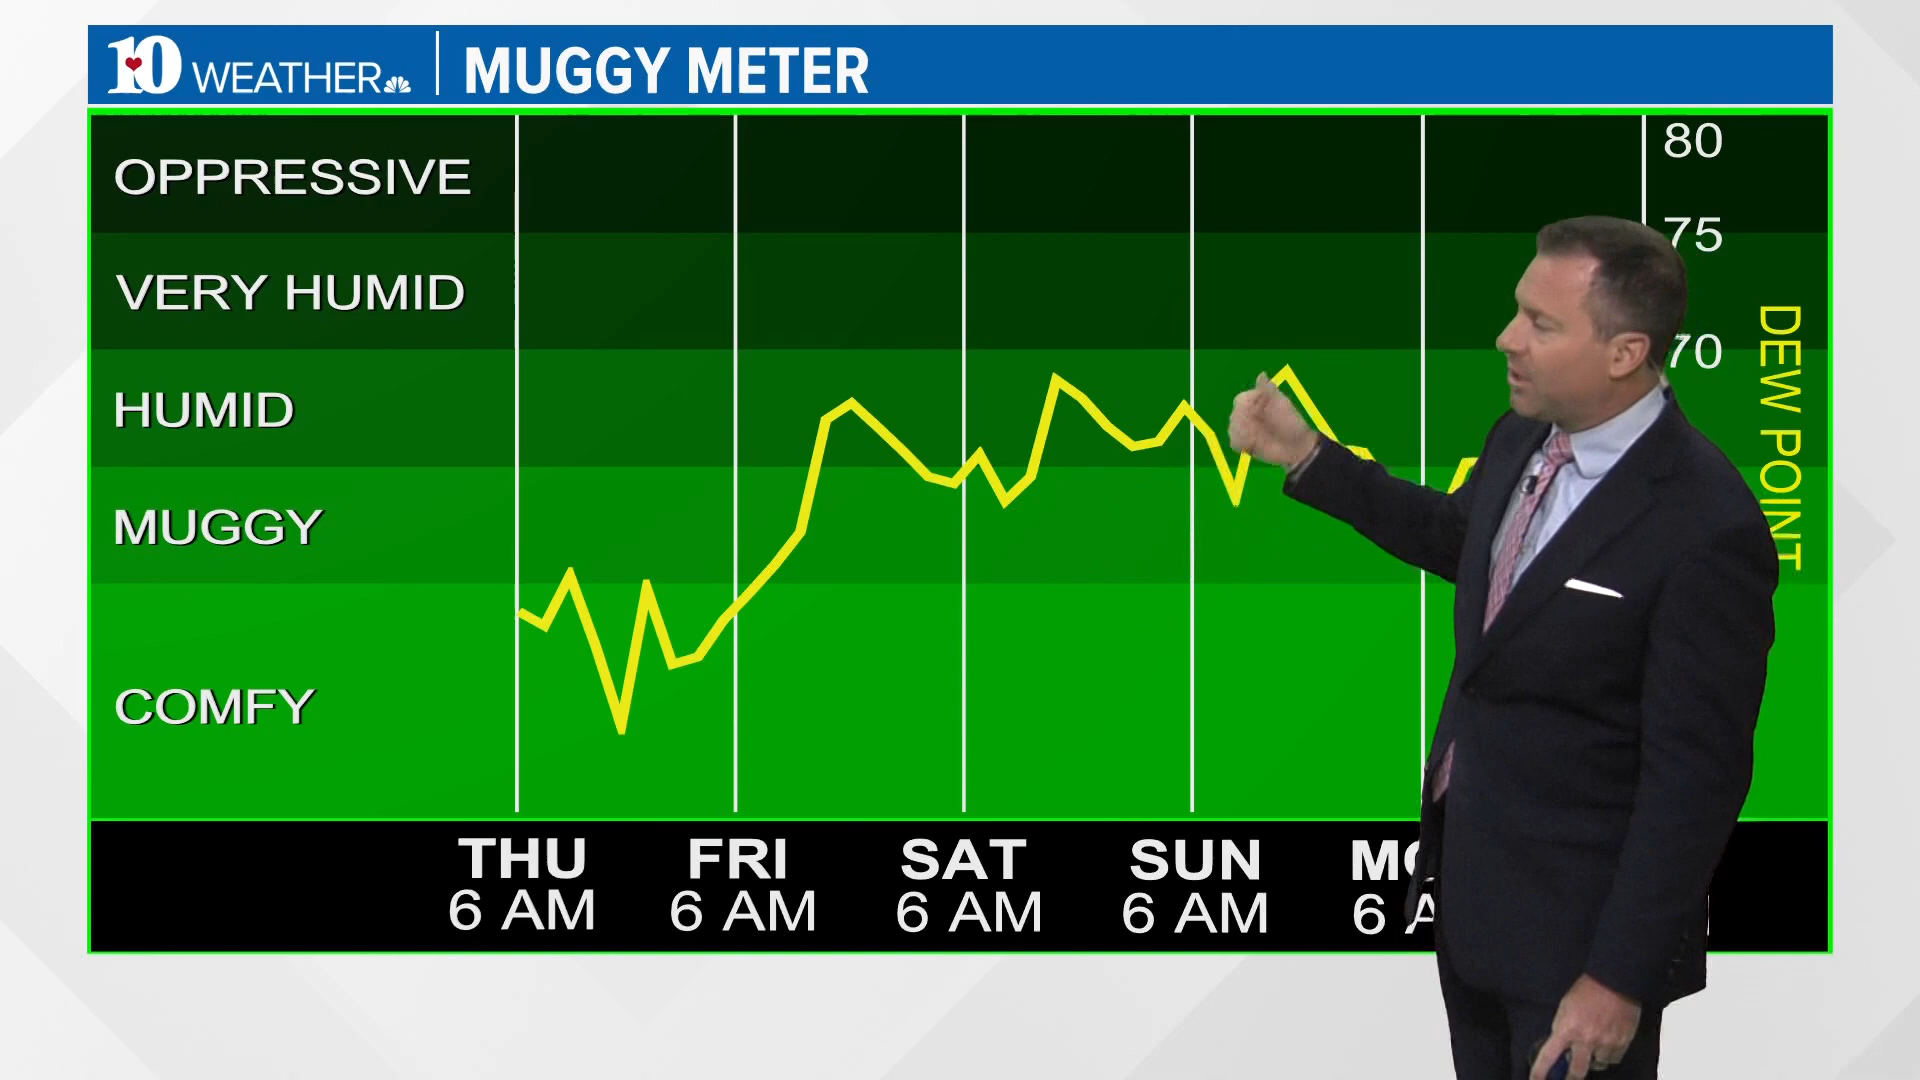 10 WEATHER
MUGGY METER
OPPRESSIVE
VERY HUMID
HUMID
MUGGY
COMFY
80
75
70
DEW POINT
THU
6 AM
FRI
6 AM
SAT
6 AM
SUN
6 AM
6